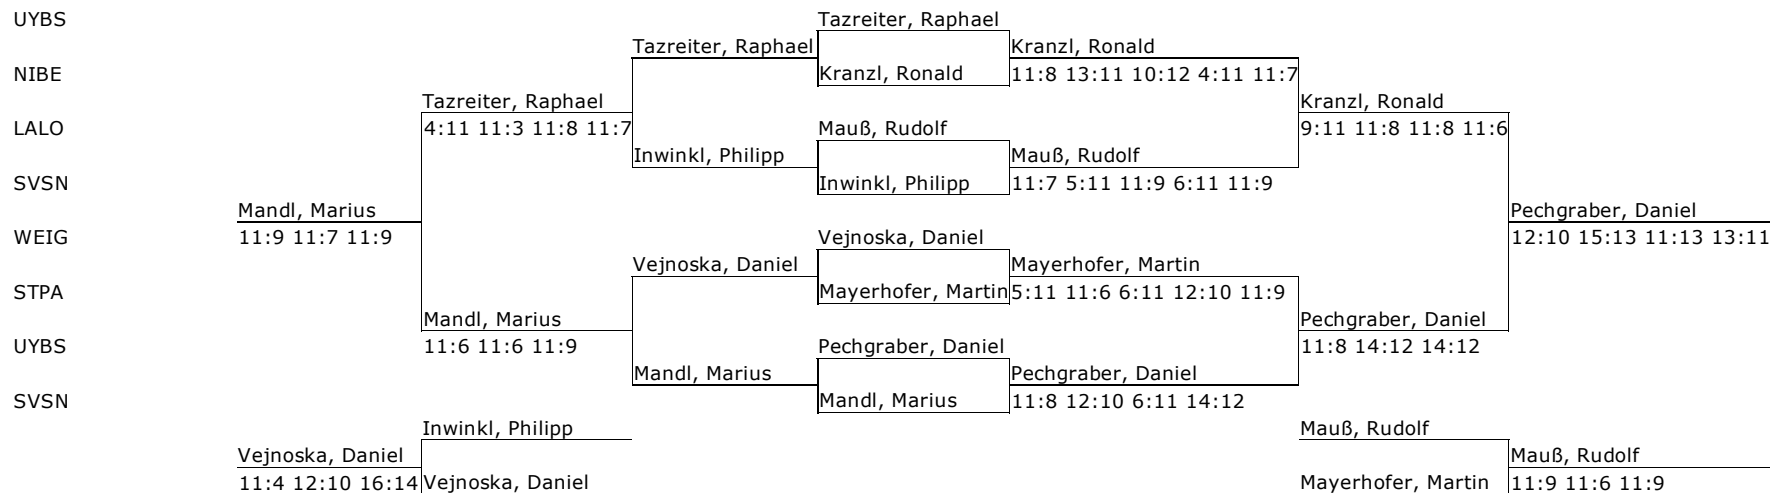 UYBS Tazreiter, Raphael
Tazreiter, Raphael Kranzl, Ronald
NIBE Kranzl, Ronald 11:8 13:11 10:12 4:11 11:7
Tazreiter, Raphael Kranzl, Ronald
LALO 4:11 11:3 11:8 11:7 Mauß, Rudolf 9:11 11:8 11:8 11:6
Inwinkl, Philipp Mauß, Rudolf
SVSN Inwinkl, Philipp 11:7 5:11 11:9 6:11 11:9
Mandl, Marius Pechgraber, Daniel
WEIG 11:9 11:7 11:9 Vejnoska, Daniel 12:10 15:13 11:13 13:11
Vejnoska, Daniel Mayerhofer, Martin
STPA Mayerhofer, Martin 5:11 11:6 6:11 12:10 11:9
Mandl, Marius Pechgraber, Daniel
UYBS 11:6 11:6 11:9 Pechgraber, Daniel 11:8 14:12 14:12
Mandl, Marius Pechgraber, Daniel
SVSN Mandl, Marius 11:8 12:10 6:11 14:12
Inwinkl, Philipp Mauß, Rudolf
Vejnoska, Daniel Mauß, Rudolf
11:4 12:10 16:14 Vejnoska, Daniel Mayerhofer, Martin 11:9 11:6 11:9